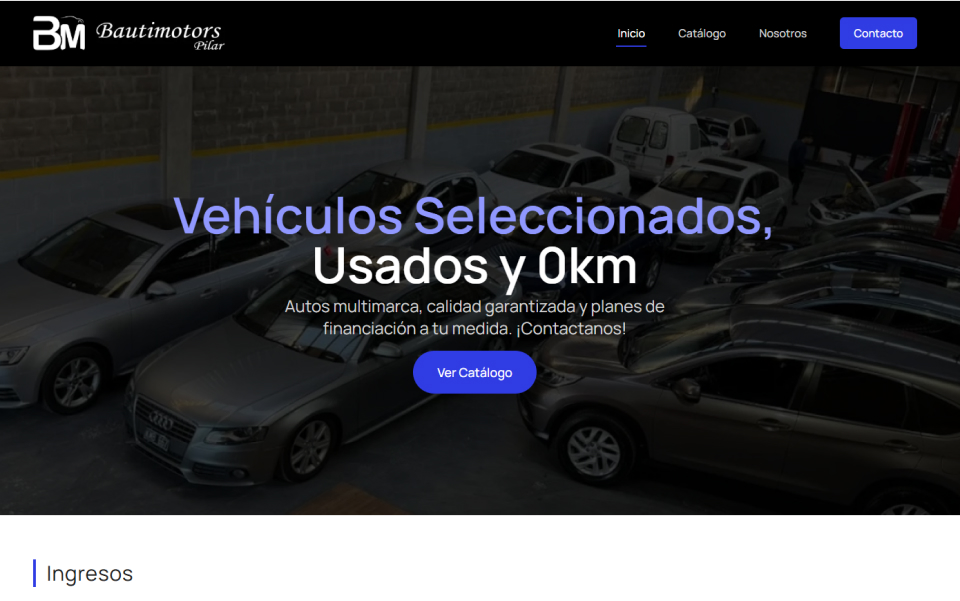 BM Bautimotors
Pilar
Inicio
Catálogo
Nosotros
Contacto
Vehículos Seleccionados,
Usados y 0km
Autos multimarca, calidad garantizada y planes de
financiación a tu medida. ¡Contactanos!
Ver Catálogo
Ingresos